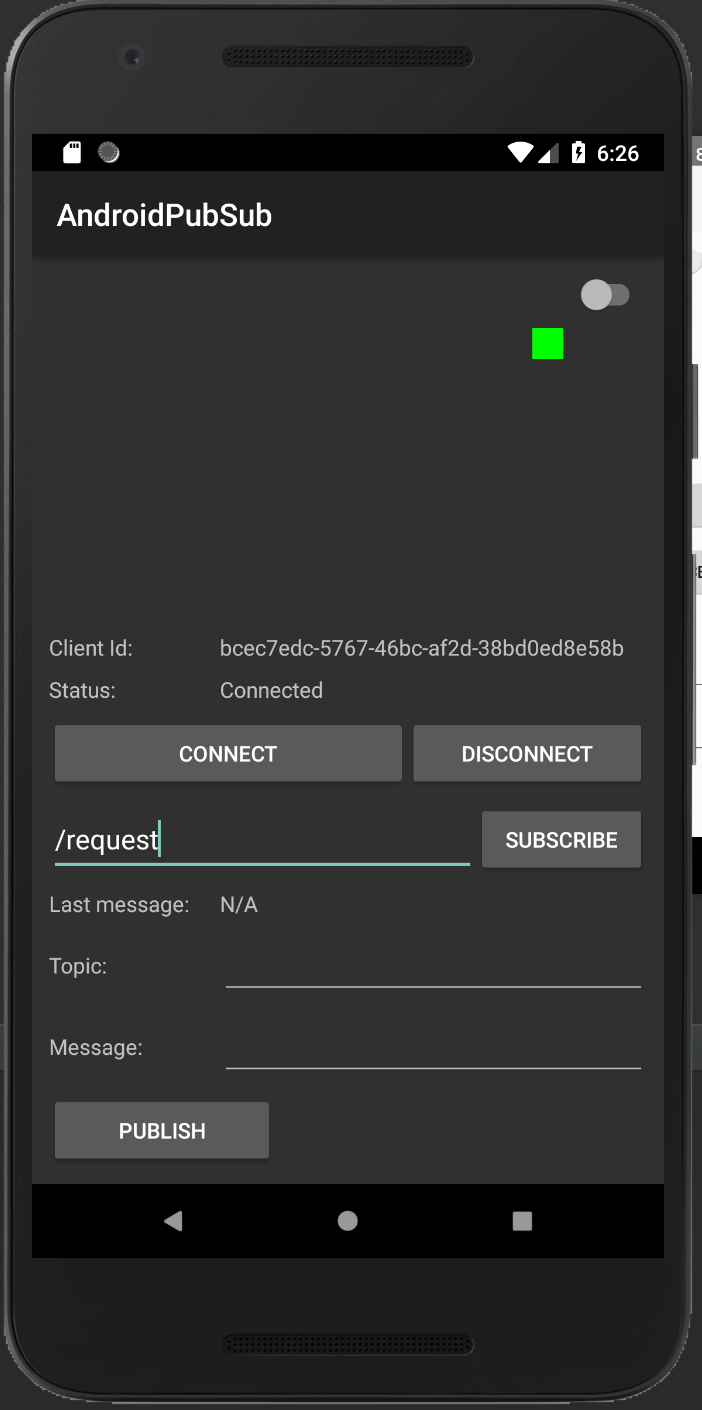 6:26
AndroidPubSub
Client Id: bcec7edc-5767-46bc-af2d-38bd0ed8e58b
Status: Connected
CONNECT DISCONNECT
/request SUBSCRIBE
Last message: N/A
Topic:
Message:
PUBLISH